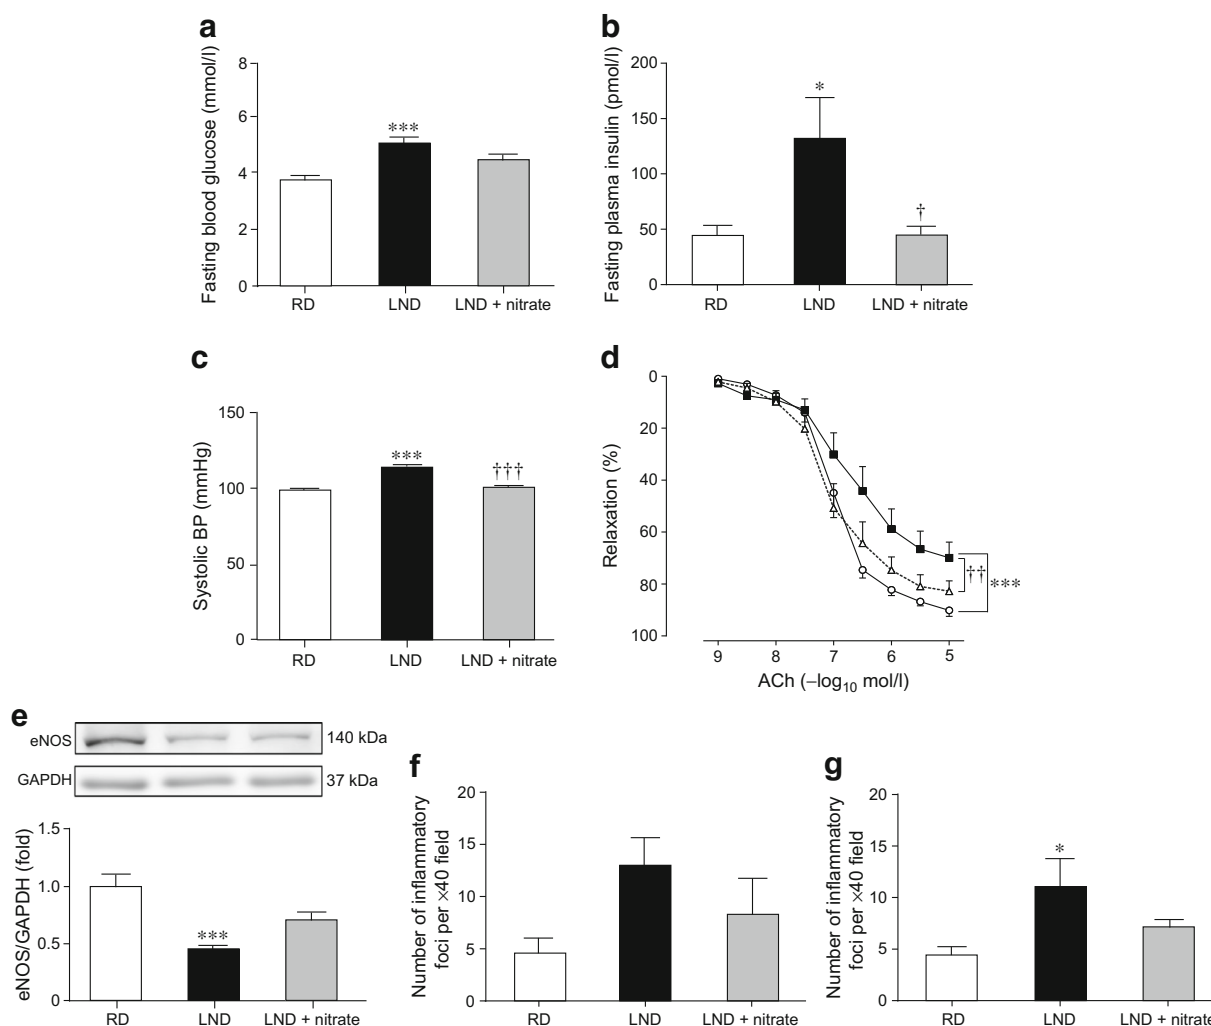 a
Fasting blood glucose (mmol/l)
8
6
4
2
0
***
RD
LND
LND + nitrate
b
Fasting plasma insulin (pmol/l)
200
150
100
50
0
*
†
RD
LND
LND + nitrate
c
Systolic BP (mmHg)
150
100
50
0
***
†††
RD
LND
LND + nitrate
d
Relaxation (%)
0
20
40
60
80
100
††
***
9
8
7
6
5
ACh (–log10 mol/l)
e
eNOS
140 kDa
GAPDH
37 kDa
eNOS/GAPDH (fold)
1.5
1.0
0.5
0
***
RD
LND
LND + nitrate
f
Number of inflammatory
foci per ×40 field
20
15
10
5
0
RD
LND
LND + nitrate
g
Number of inflammatory
foci per ×40 field
20
15
10
5
0
*
RD
LND
LND + nitrate